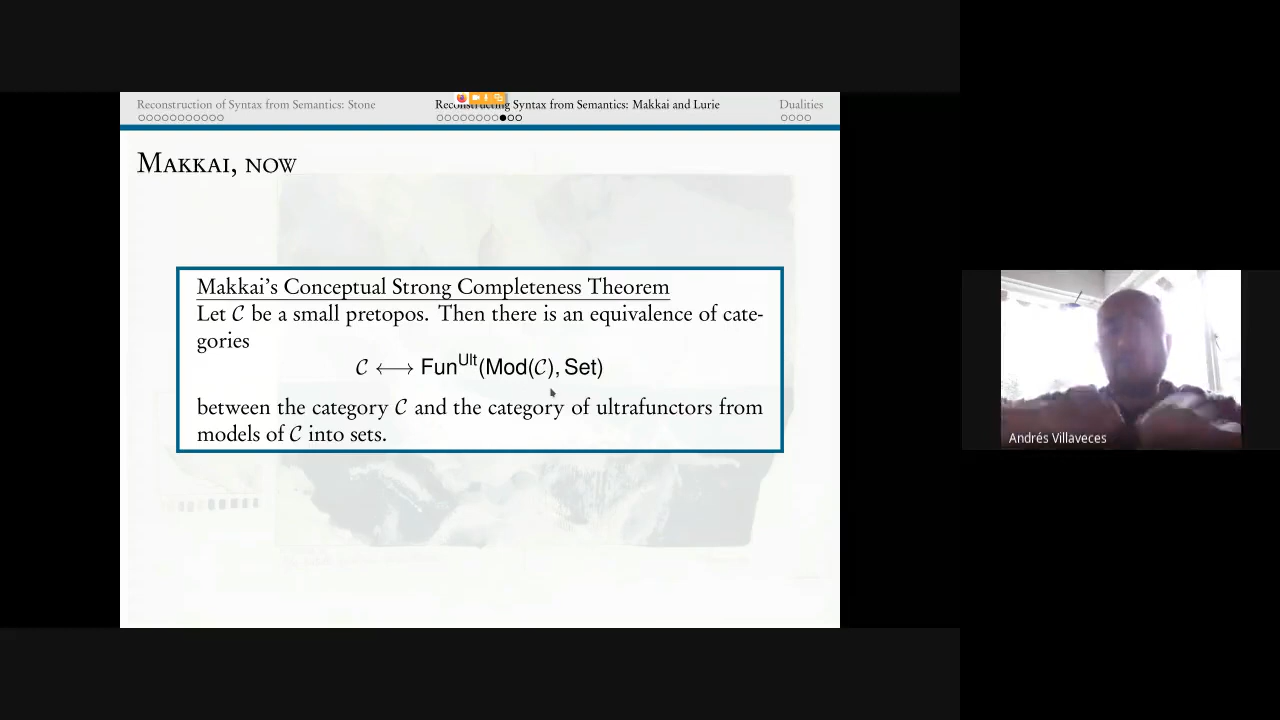 Reconstruction of Syntax from Semantics: Stone
Reconstructing Syntax from Semantics: Makkai and Lurie
Dualities
Makkai, now
Makkai's Conceptual Strong Completeness Theorem
Let 𝒞 be a small pretopos. Then there is an equivalence of cate-
gories
𝒞 ⟷ Fun^Ult(Mod(𝒞), Set)
between the category 𝒞 and the category of ultrafunctors from
models of 𝒞 into sets.
Andrés Villaveces